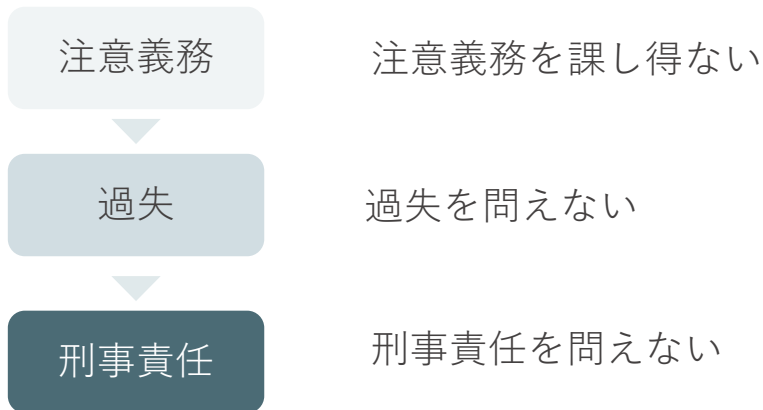 注意義務
注意義務を課し得ない
過失
過失を問えない
刑事責任
刑事責任を問えない